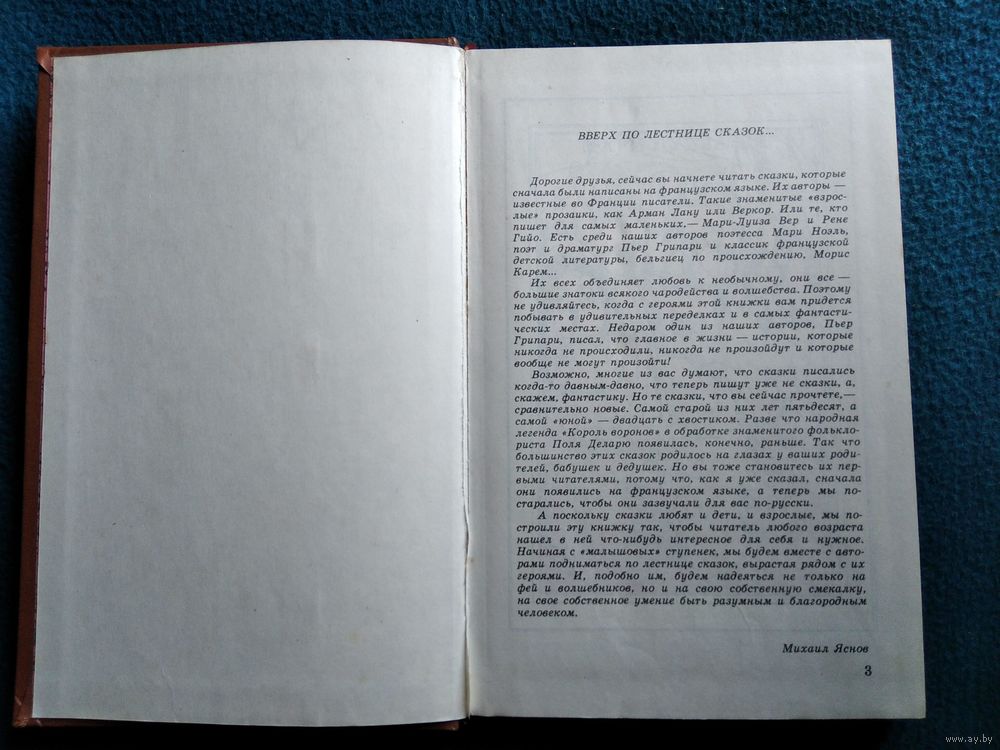 ВВЕРХ ПО ЛЕСТНИЦЕ СКАЗОК...
Дорогие друзья, сейчас вы начнете читать сказки, которые
сначала были написаны на французском языке. Их авторы —
известные во Франции писатели. Такие знаменитые «взрос-
лые» прозаики, как Арман Лану или Веркор. Или те, кто
пишет для самых маленьких,— Мари-Луиза Вер и Рене
Гийо. Есть среди наших авторов поэтесса Мари Ноэль,
поэт и драматург Пьер Грипари и классик французской
детской литературы, бельгиец по происхождению, Морис
Карем...
Их всех объединяет любовь к необычному, они все —
большие знатоки всякого чародейства и волшебства. Поэтому
не удивляйтесь, когда с героями этой книжки вам придется
побывать в удивительных переделках и в самых фантасти-
ческих местах. Недаром один из наших авторов, Пьер
Грипари, писал, что главное в жизни — истории, которые
никогда не происходили, никогда не произойдут и которые
вообще не могут произойти!
Возможно, многие из вас думают, что сказки писались
когда-то давным-давно, что теперь пишут уже не сказки, а,
скажем, фантастику. Но те сказки, что вы сейчас прочтете,—
сравнительно новые. Самой старой из них лет пятьдесят, а
самой «юной» — двадцать с хвостиком. Разве что народная
легенда «Король воронов» в обработке знаменитого фолькло-
риста Поля Деларю появилась, конечно, раньше. Так что
большинство этих сказок родилось на глазах у ваших роди-
телей, бабушек и дедушек. Но вы тоже становитесь их пер-
выми читателями, потому что, как я уже сказал, сначала
они появились на французском языке, а теперь мы по-
старались, чтобы они зазвучали для вас по-русски.
А поскольку сказки любят и дети, и взрослые, мы по-
строили эту книжку так, чтобы читатель любого возраста
нашел в ней что-нибудь интересное для себя и нужное.
Начиная с «малышовых» ступенек, мы будем вместе с авто-
рами подниматься по лестнице сказок, вырастая рядом с их
героями. И, подобно им, будем надеяться не только на
фей и волшебников, но и на свою собственную смекалку,
на свое собственное умение быть разумным и благородным
человеком.
Михаил Яснов
3
www.ay.by